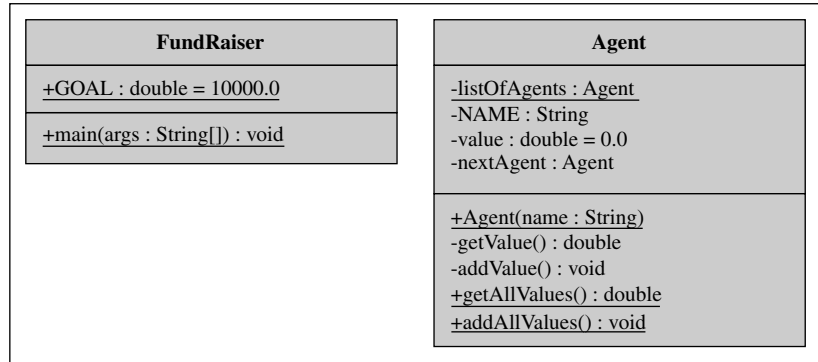 FundRaiser
+GOAL : double = 10000.0
+main(args : String[]) : void
Agent
-listOfAgents : Agent
-NAME : String
-value : double = 0.0
-nextAgent : Agent
+Agent(name : String)
-getValue() : double
-addValue() : void
+getAllValues() : double
+addAllValues() : void